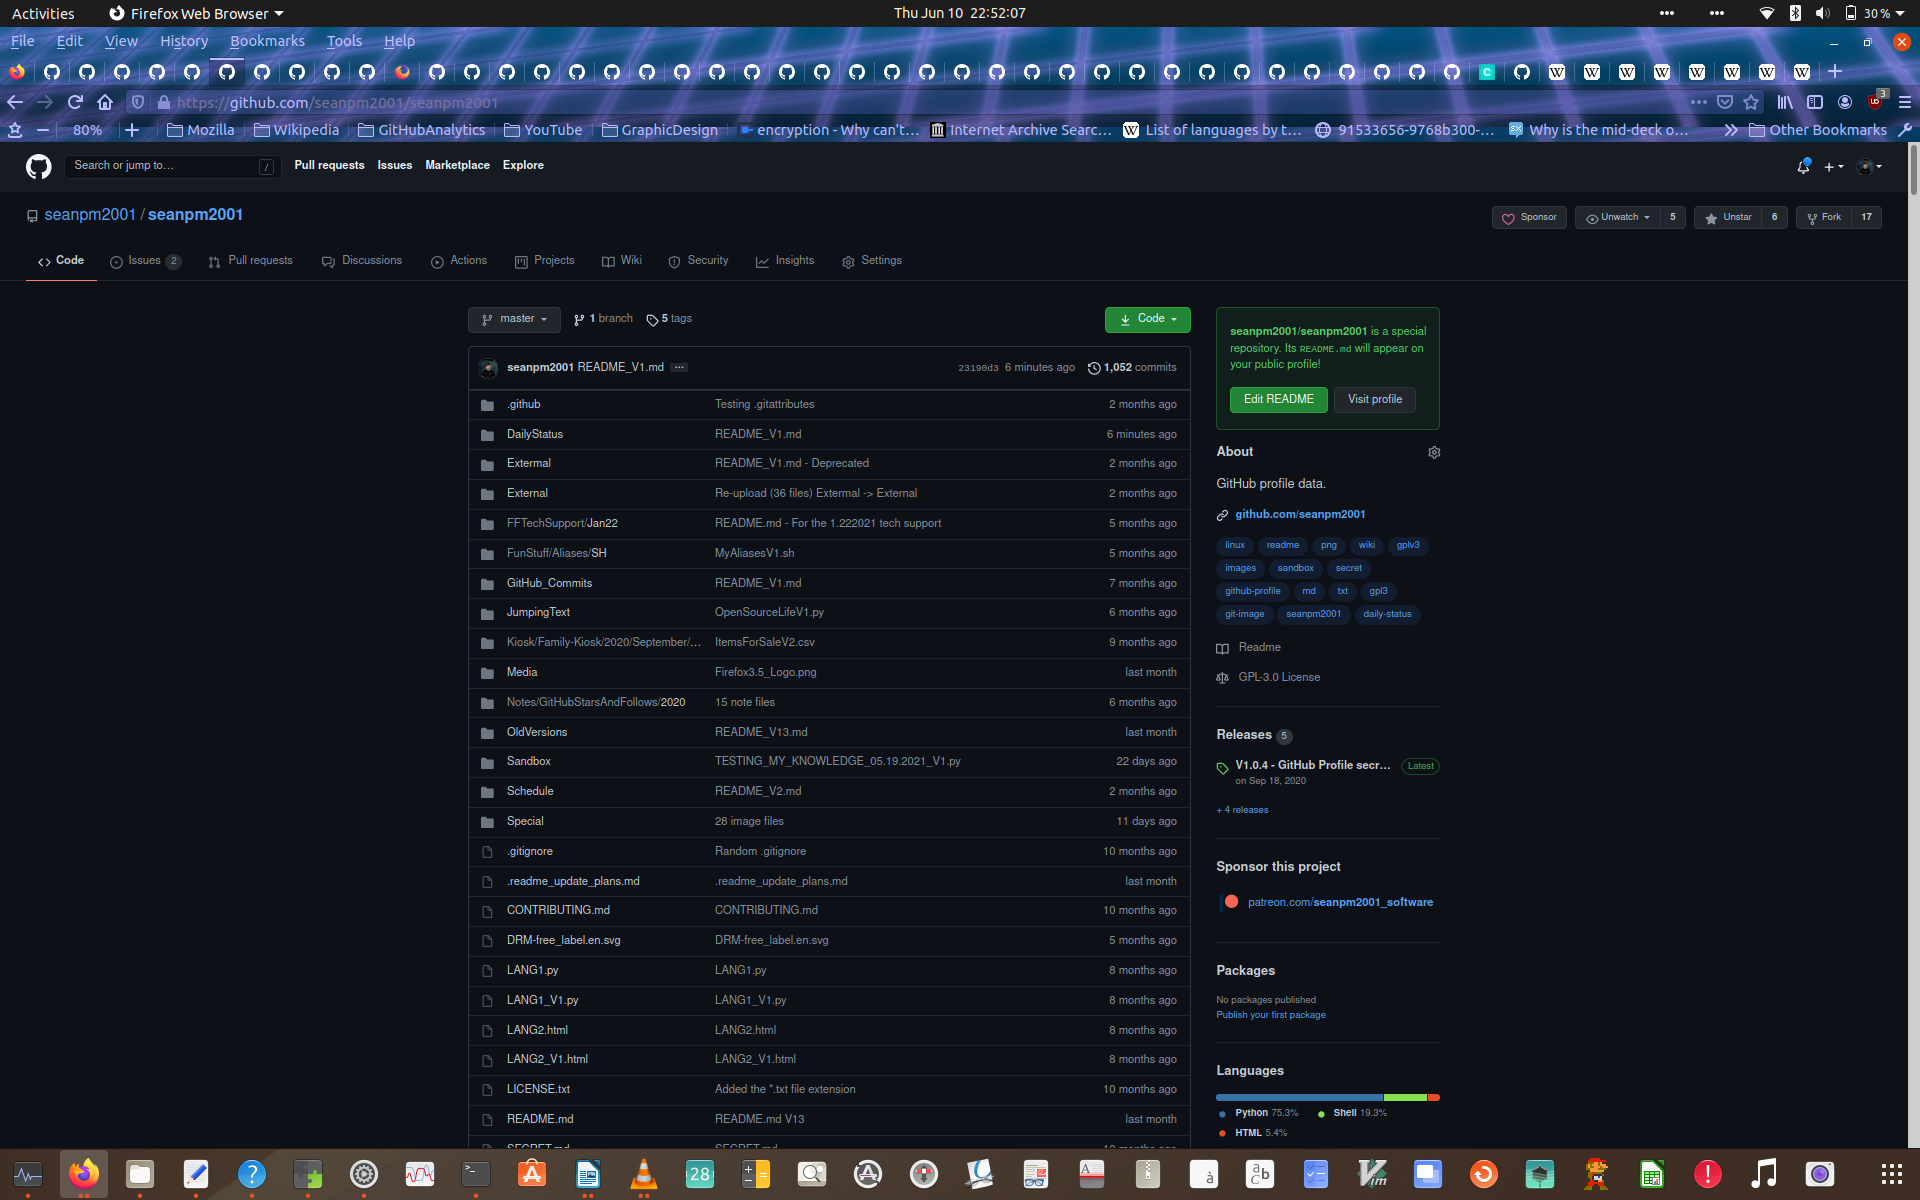 Activities Firefox Web Browser Thu Jun 10 22:52:07 30 %
File Edit View History Bookmarks Tools Help
https://github.com/seanpm2001/seanpm2001 3
80% Mozilla Wikipedia GitHubAnalytics YouTube GraphicDesign encryption - Why can't… Internet Archive Searc… List of languages by t… 91533656-9768b300-… Why is the mid-deck o… Other Bookmarks
Search or jump to… / Pull requests Issues Marketplace Explore
seanpm2001 / seanpm2001 Sponsor Unwatch 5 Unstar 6 Fork 17
Code Issues 2 Pull requests Discussions Actions Projects Wiki Security Insights Settings
master 1 branch 5 tags Code
seanpm2001 README_V1.md ... 23190d3 6 minutes ago 1,052 commits
.github Testing .gitattributes 2 months ago
DailyStatus README_V1.md 6 minutes ago
Extermal README_V1.md - Deprecated 2 months ago
External Re-upload (36 files) Extermal -> External 2 months ago
FFTechSupport/Jan22 README.md - For the 1.222021 tech support 5 months ago
FunStuff/Aliases/SH MyAliasesV1.sh 5 months ago
GitHub_Commits README_V1.md 7 months ago
JumpingText OpenSourceLifeV1.py 6 months ago
Kiosk/Family-Kiosk/2020/September/… ItemsForSaleV2.csv 9 months ago
Media Firefox3.5_Logo.png last month
Notes/GitHubStarsAndFollows/2020 15 note files 6 months ago
OldVersions README_V13.md last month
Sandbox TESTING_MY_KNOWLEDGE_05.19.2021_V1.py 22 days ago
Schedule README_V2.md 2 months ago
Special 28 image files 11 days ago
.gitignore Random .gitignore 10 months ago
.readme_update_plans.md .readme_update_plans.md last month
CONTRIBUTING.md CONTRIBUTING.md 10 months ago
DRM-free_label.en.svg DRM-free_label.en.svg 5 months ago
LANG1.py LANG1.py 8 months ago
LANG1_V1.py LANG1_V1.py 8 months ago
LANG2.html LANG2.html 8 months ago
LANG2_V1.html LANG2_V1.html 8 months ago
LICENSE.txt Added the *.txt file extension 10 months ago
README.md README.md V13 last month
SECRET.md SECRET.md 10 months ago
seanpm2001/seanpm2001 is a special
repository. Its README.md will appear on
your public profile!
Edit README Visit profile
About
GitHub profile data.
github.com/seanpm2001
linux readme png wiki gplv3
images sandbox secret
github-profile md txt gpl3
git-image seanpm2001 daily-status
Readme
GPL-3.0 License
Releases 5
V1.0.4 - GitHub Profile secr… Latest
on Sep 18, 2020
+ 4 releases
Sponsor this project
patreon.com/seanpm2001_software
Packages
No packages published
Publish your first package
Languages
Python 75.3% Shell 19.3%
HTML 5.4%
28